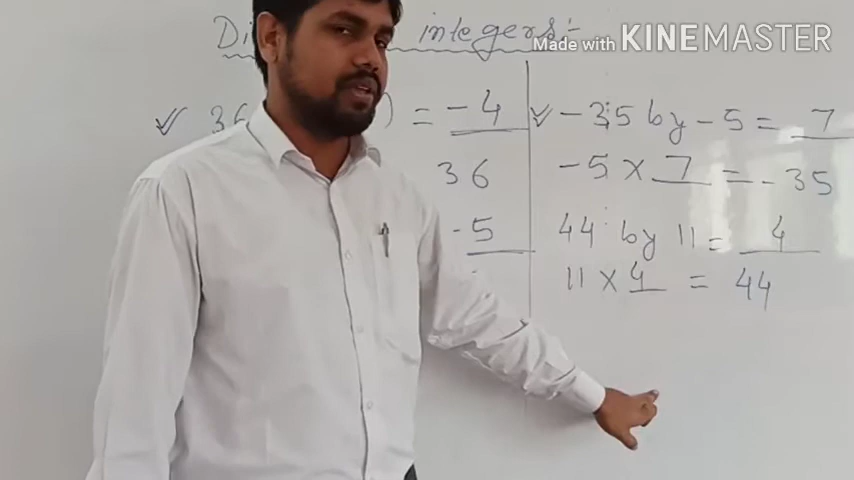 integers:-
Made with KINEMASTER
36 ) = -4
36
-5
-35 by -5 = 7
-5 × 7 = -35
44 by 11 = 4
11 × 4 = 44